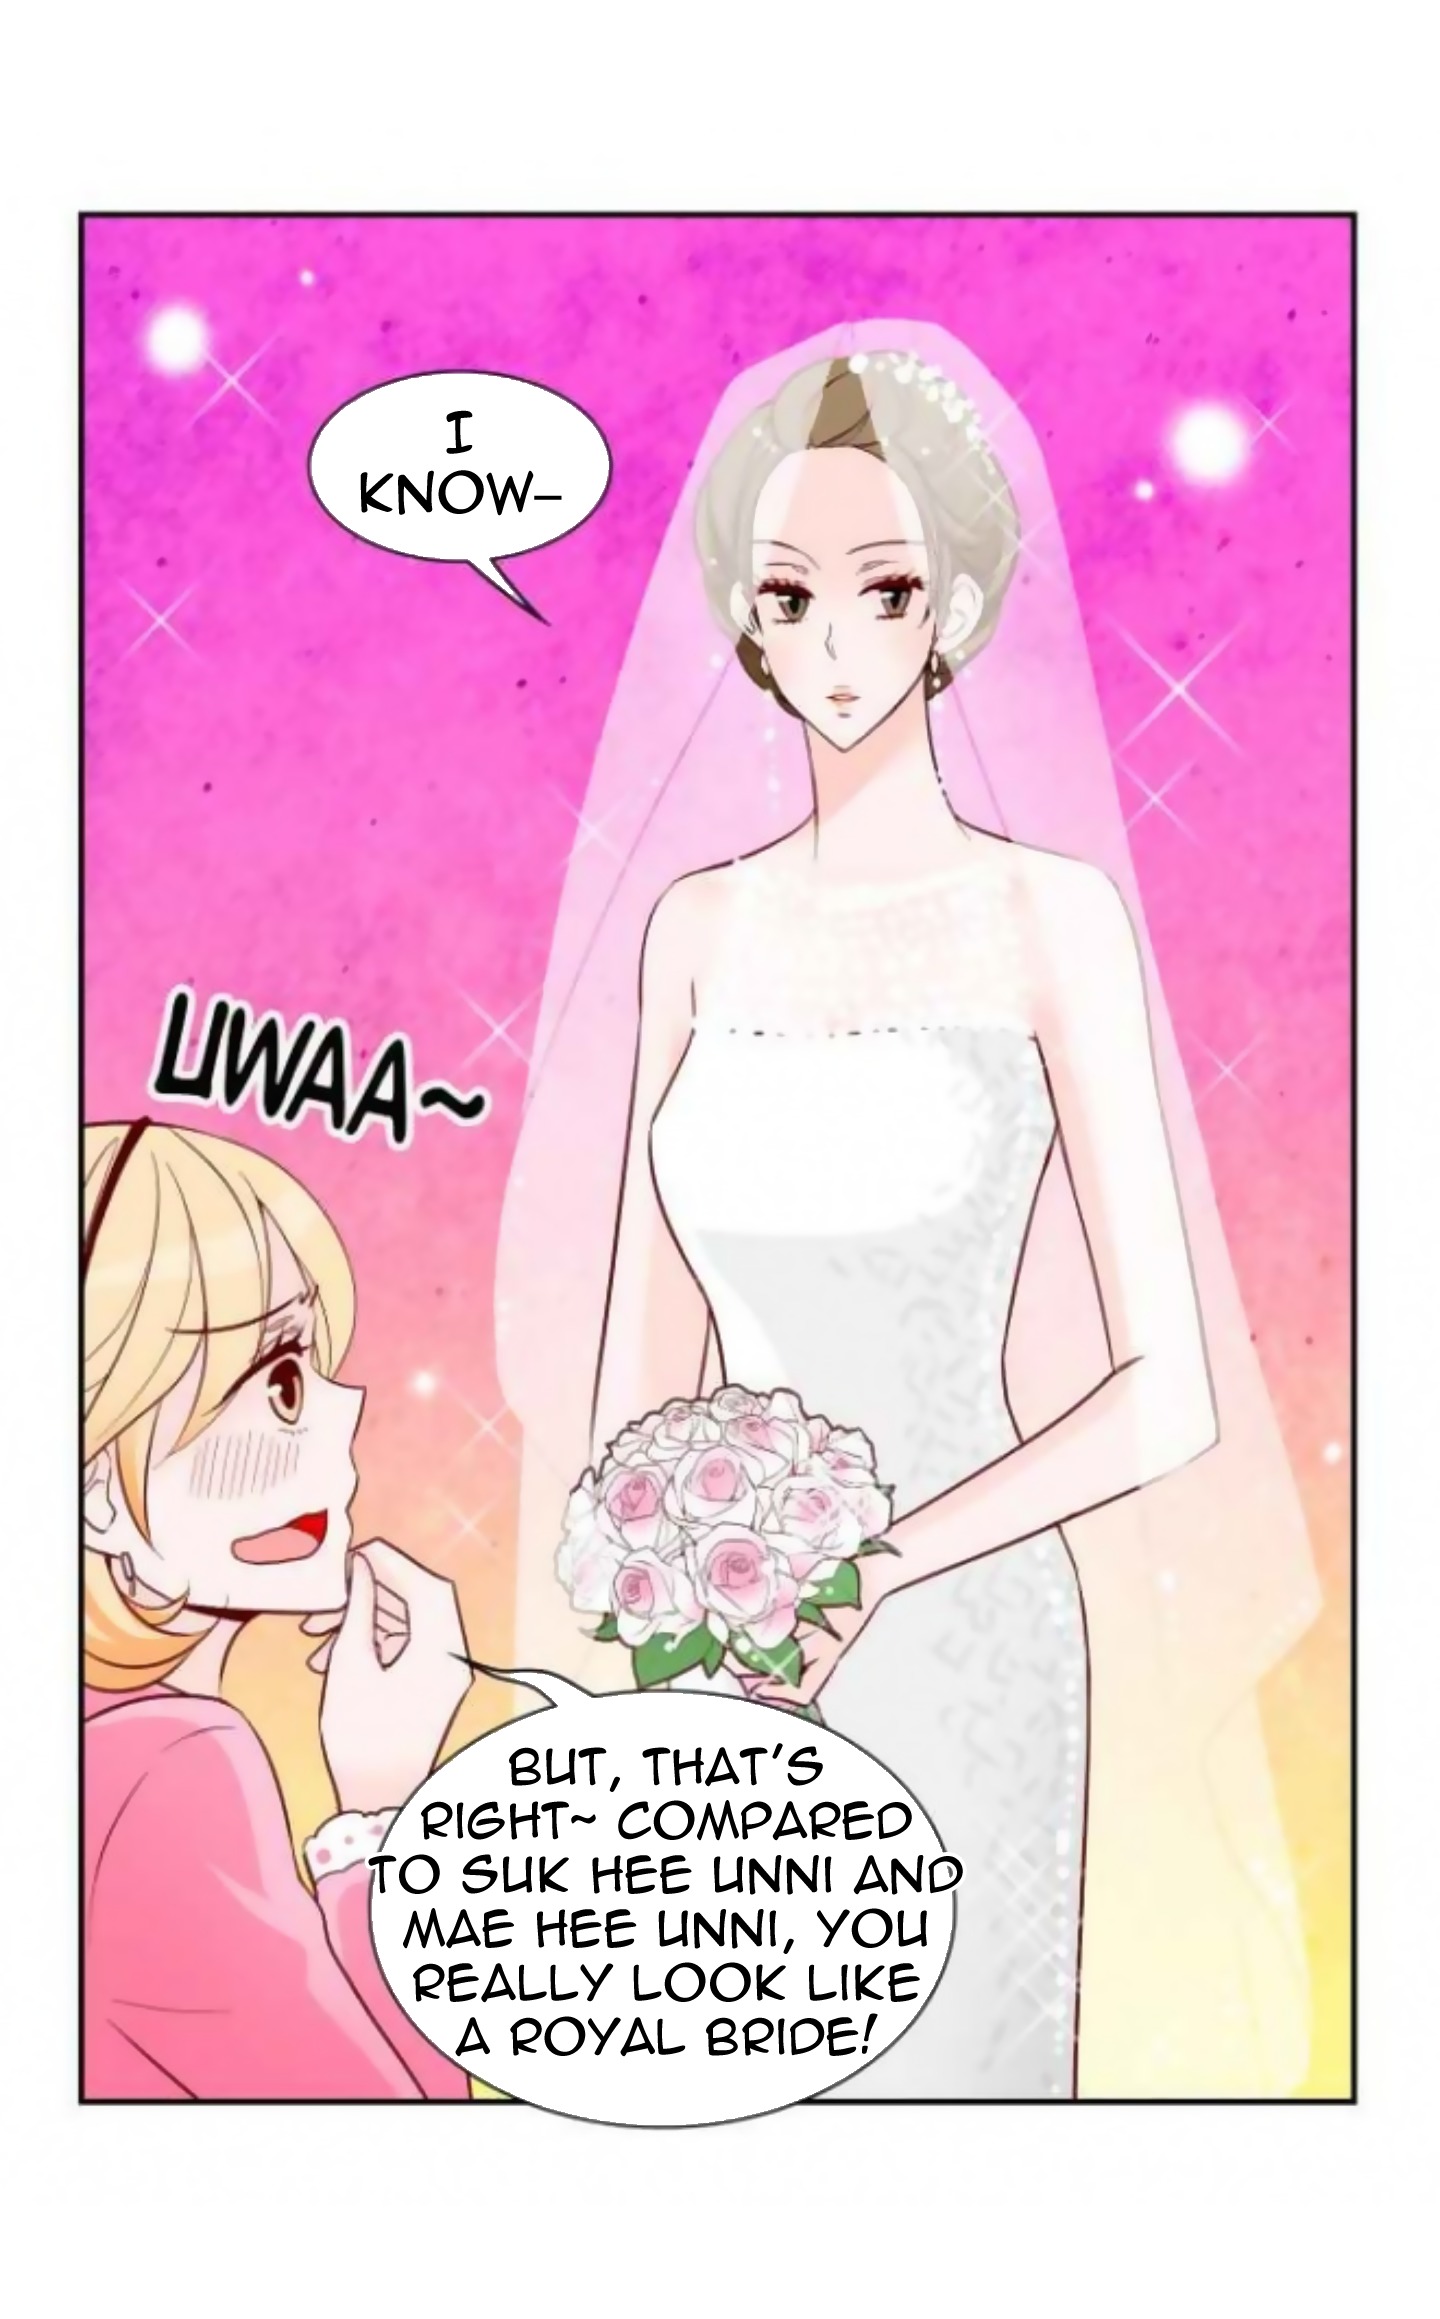 I
KNOW-
UWAA~
BUT, THAT'S
RIGHT~ COMPARED
TO SUK HEE UNNI AND
MAE HEE UNNI, YOU
REALLY LOOK LIKE
A ROYAL BRIDE!